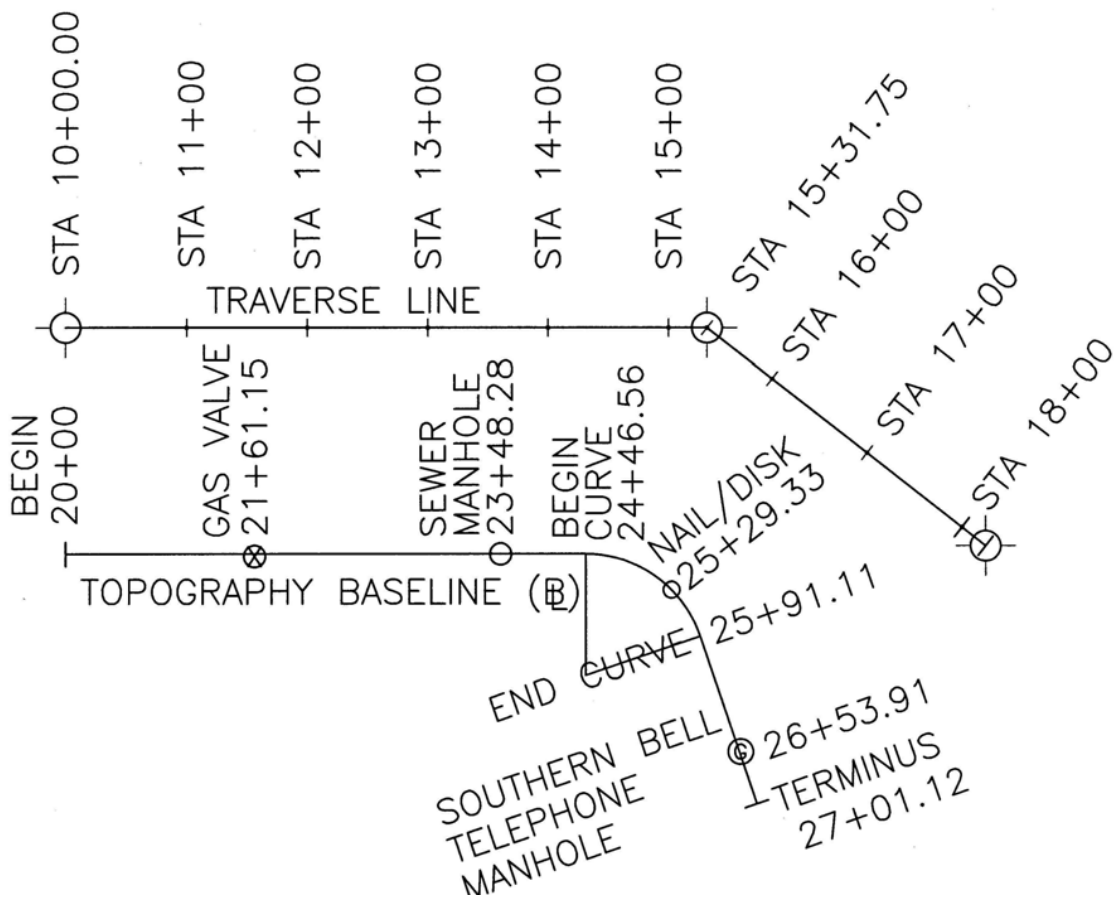 STA 10+00.00
STA 11+00
STA 12+00
STA 13+00
STA 14+00
STA 15+00
STA 15+31.75
STA 16+00
STA 17+00
STA 18+00
TRAVERSE LINE
BEGIN
20+00
GAS VALVE
21+61.15
SEWER
MANHOLE
23+48.28
BEGIN
CURVE
24+46.56
NAIL/DISK
25+29.33
TOPOGRAPHY BASELINE (BL)
END CURVE 25+91.11
SOUTHERN BELL
TELEPHONE
MANHOLE
G 26+53.91
TERMINUS
27+01.12